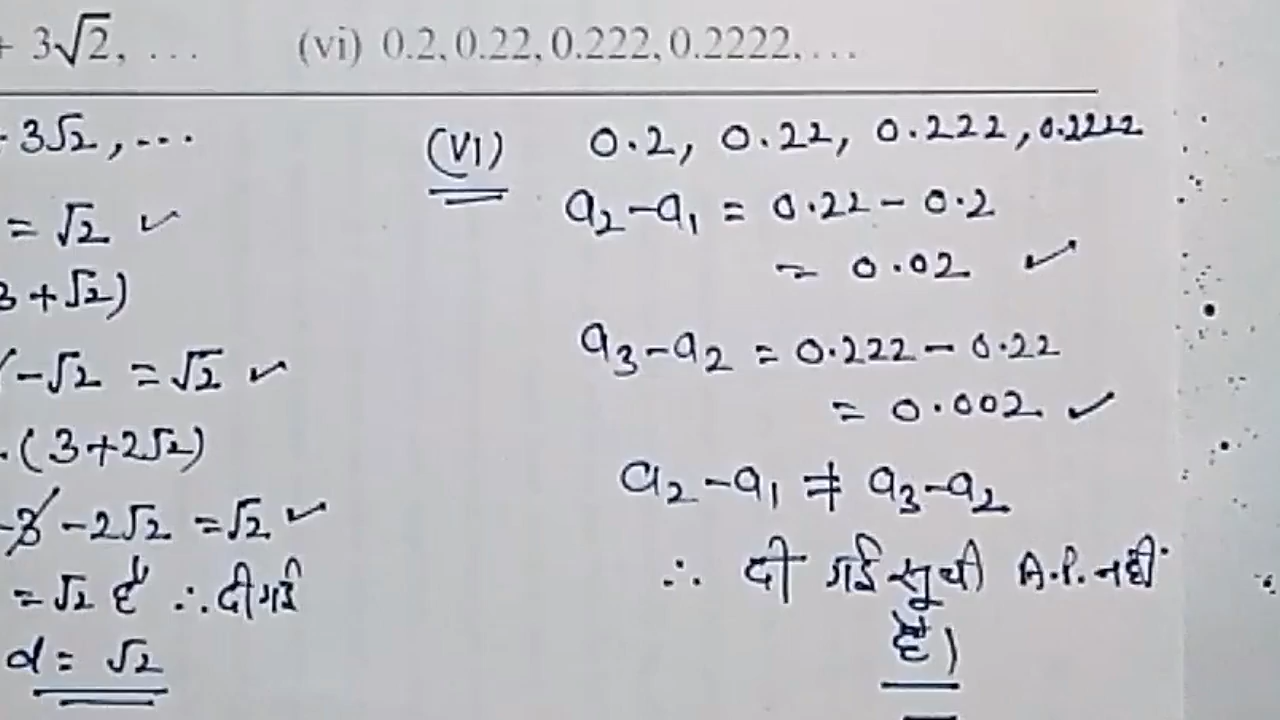 + 3√2, ... (vi) 0.2, 0.22, 0.222, 0.2222, ...
3√2, ...
= √2 ✓
3 + √2)
- √2 = √2 ✓
(3+2√2)
- 3 - 2√2 = √2 ✓
= √2 है ∴ दी गई
d = √2
(VI) 0.2, 0.22, 0.222, 0.2222
a₂-a₁ = 0.22 - 0.2
= 0.02 ✓
a₃-a₂ = 0.222 - 0.22
= 0.002 ✓
a₂-a₁ ≠ a₃-a₂
∴ दी गई सूची A.P. नहीं
है।